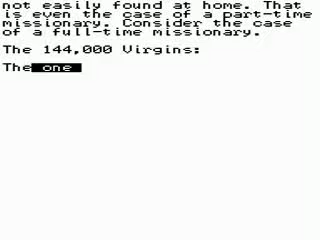 not easily found at home. That
is even the case of a part-time
missionary. Consider the case
of a full-time missionary.
The 144,000 Virgins:
The one